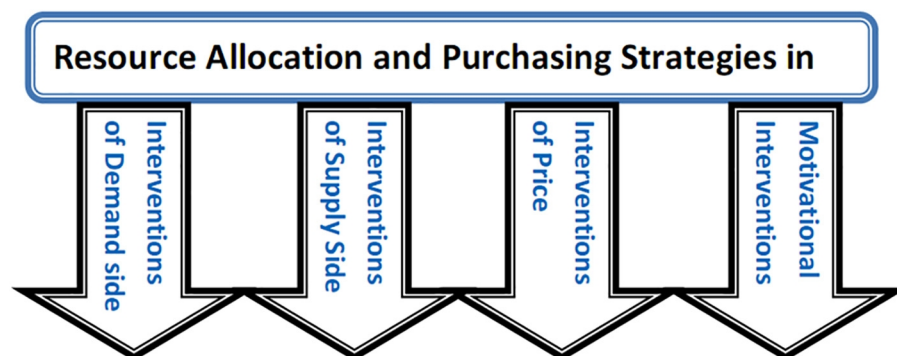 Resource Allocation and Purchasing Strategies in
Interventions
of Demand side
Interventions
of Supply Side
Interventions
of Price
Motivational
Interventions